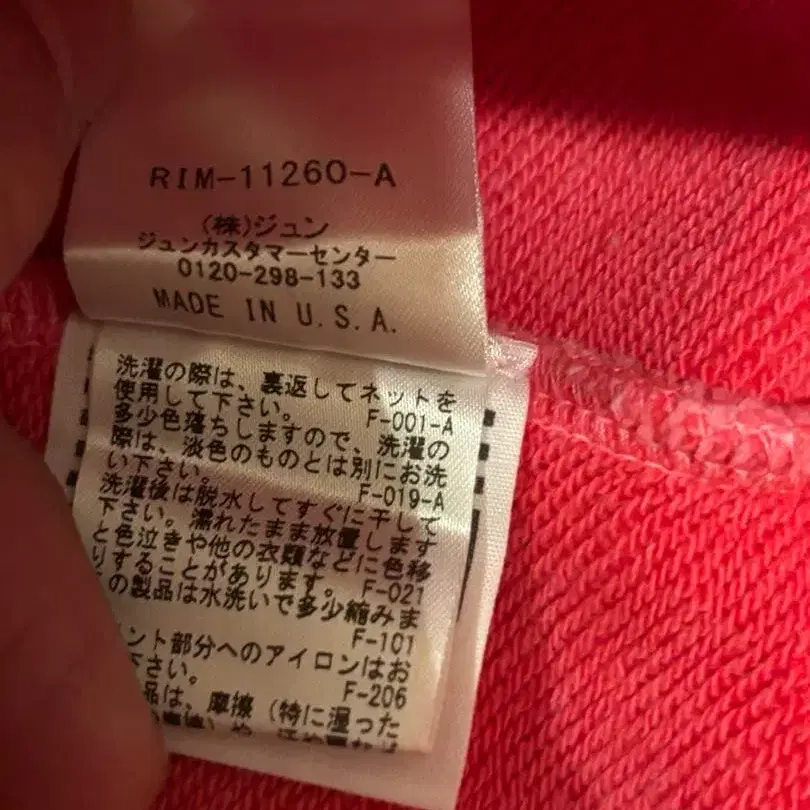 RIM-11260-A
(株)ジュン
ジュンカスタマーセンター
0120-298-133
MADE IN U.S.A.
洗濯の際は、裏返してネットを
使用して下さい。 F-001-A
多少色落ちしますので、洗濯の
際は、淡色のものとは別にお洗
い下さい。 F-019-A
洗濯後は脱水してすぐに干して
下さい。濡れたまま放置します
と色泣きや他の衣類などに色移
りすることがあります。 F-021
の製品は水洗いで多少縮みま
F-101
ント部分へのアイロンはお
さい。 F-206
品は、摩擦(特に湿った